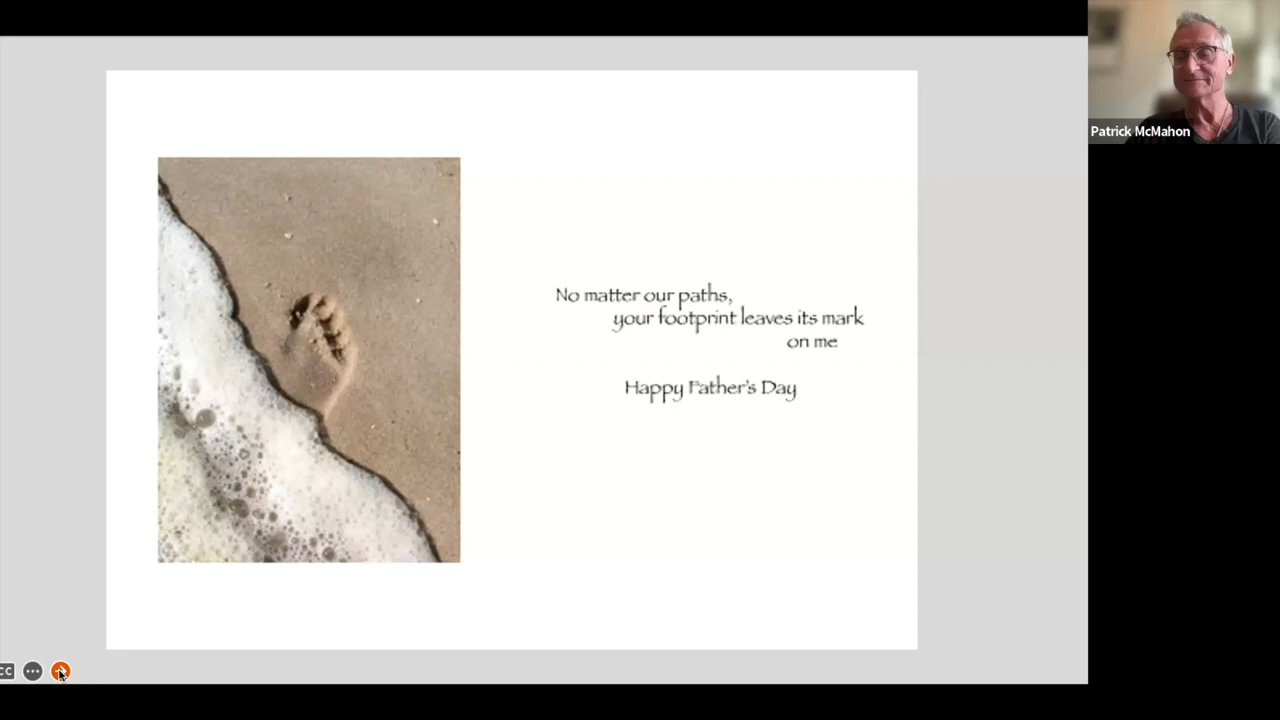 No matter our paths,
your footprint leaves its mark
on me
Happy Father's Day
Patrick McMahon
CC